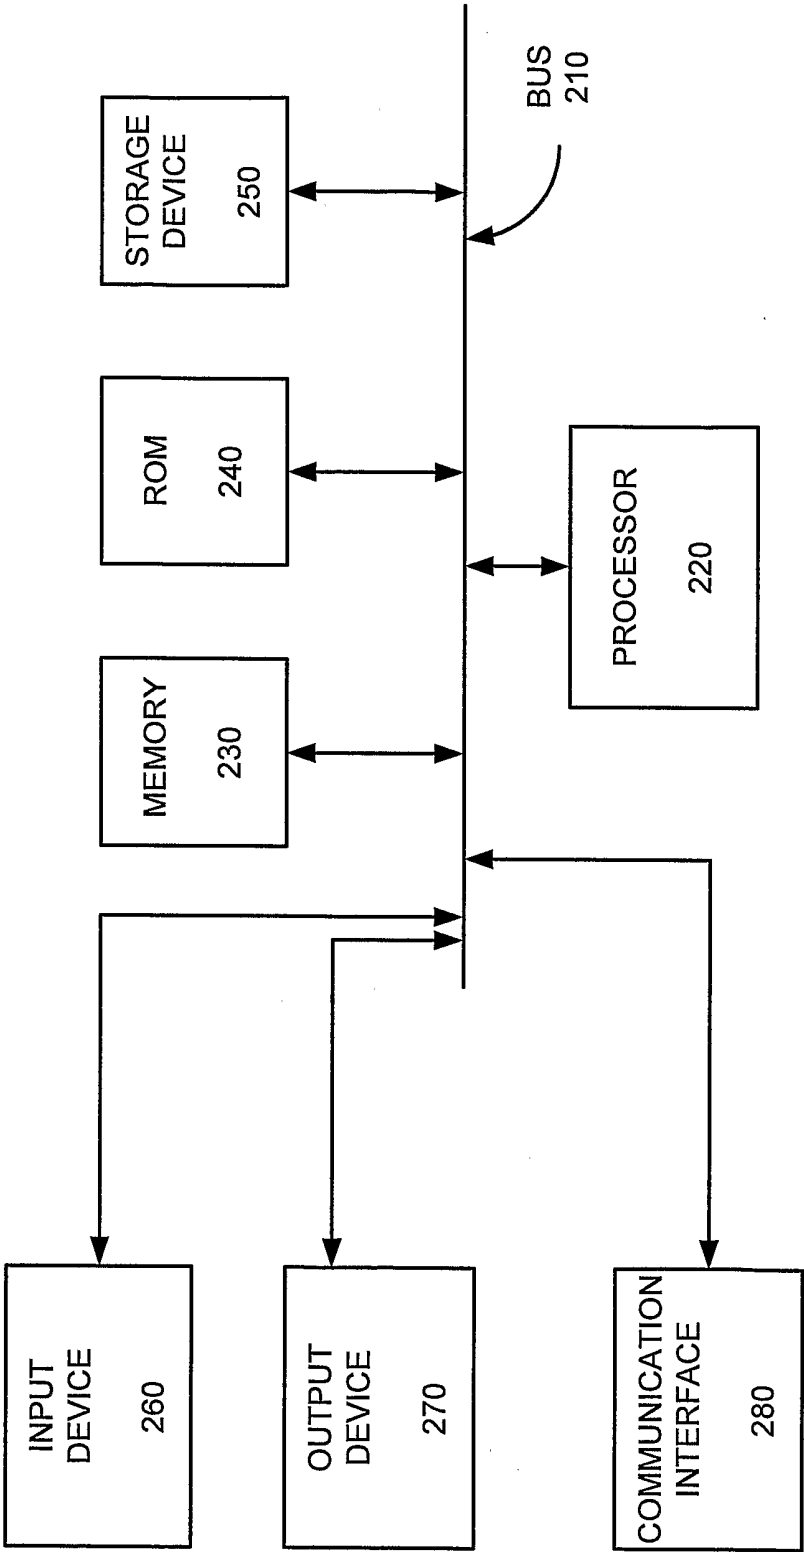 INPUT
DEVICE
260
OUTPUT
DEVICE
270
COMMUNICATION
INTERFACE
280
MEMORY
230
ROM
240
STORAGE
DEVICE
250
PROCESSOR
220
BUS
210